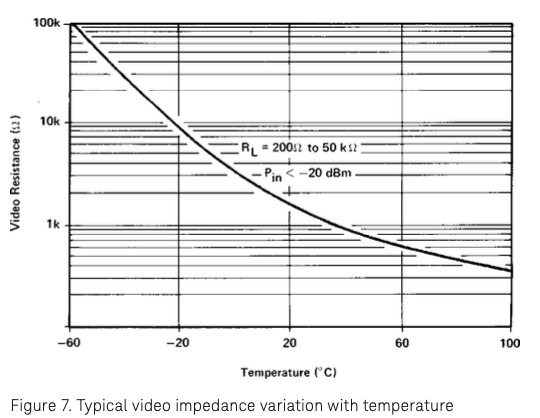 100k
10k
1k
Video Resistance (Ω)
R_L = 200Ω to 50 kΩ
P_in < −20 dBm
−60
−20
20
60
100
Temperature (°C)
Figure 7. Typical video impedance variation with temperature